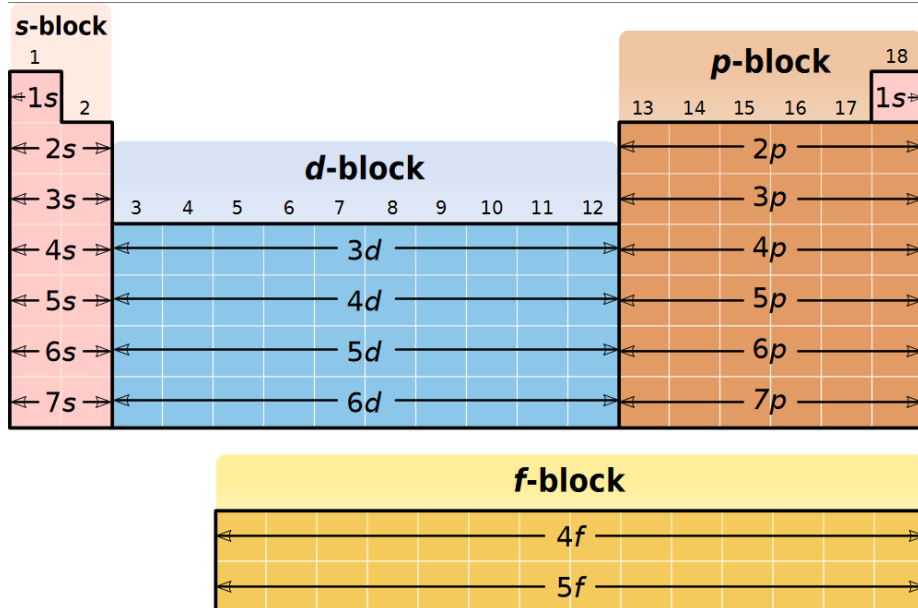 s-block
1
18
p-block
1s
2
13 14 15 16 17
1s
2s
2p
d-block
3s
3 4 5 6 7 8 9 10 11 12
3p
4s
3d
4p
5s
4d
5p
6s
5d
6p
7s
6d
7p
f-block
4f
5f